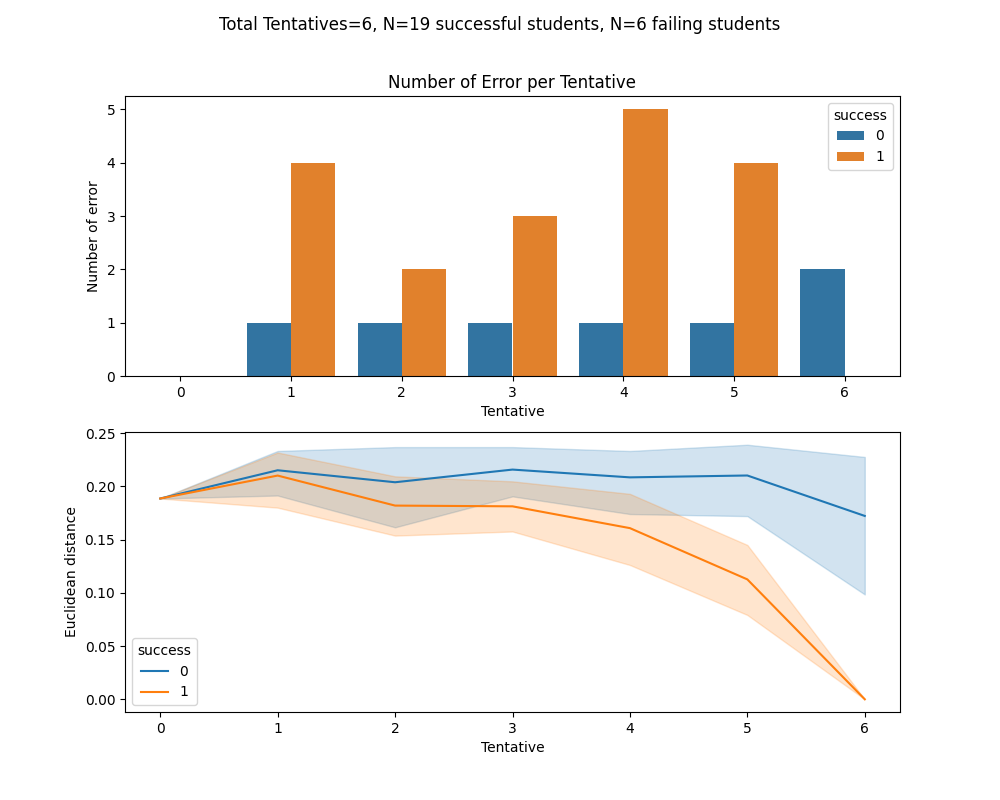 Total Tentatives=6, N=19 successful students, N=6 failing students
Number of Error per Tentative
5
4
3
2
1
0
Number of error
success
0
1
0 1 2 3 4 5 6
Tentative
0.25
0.20
0.15
0.10
0.05
0.00
Euclidean distance
success
0
1
0 1 2 3 4 5 6
Tentative